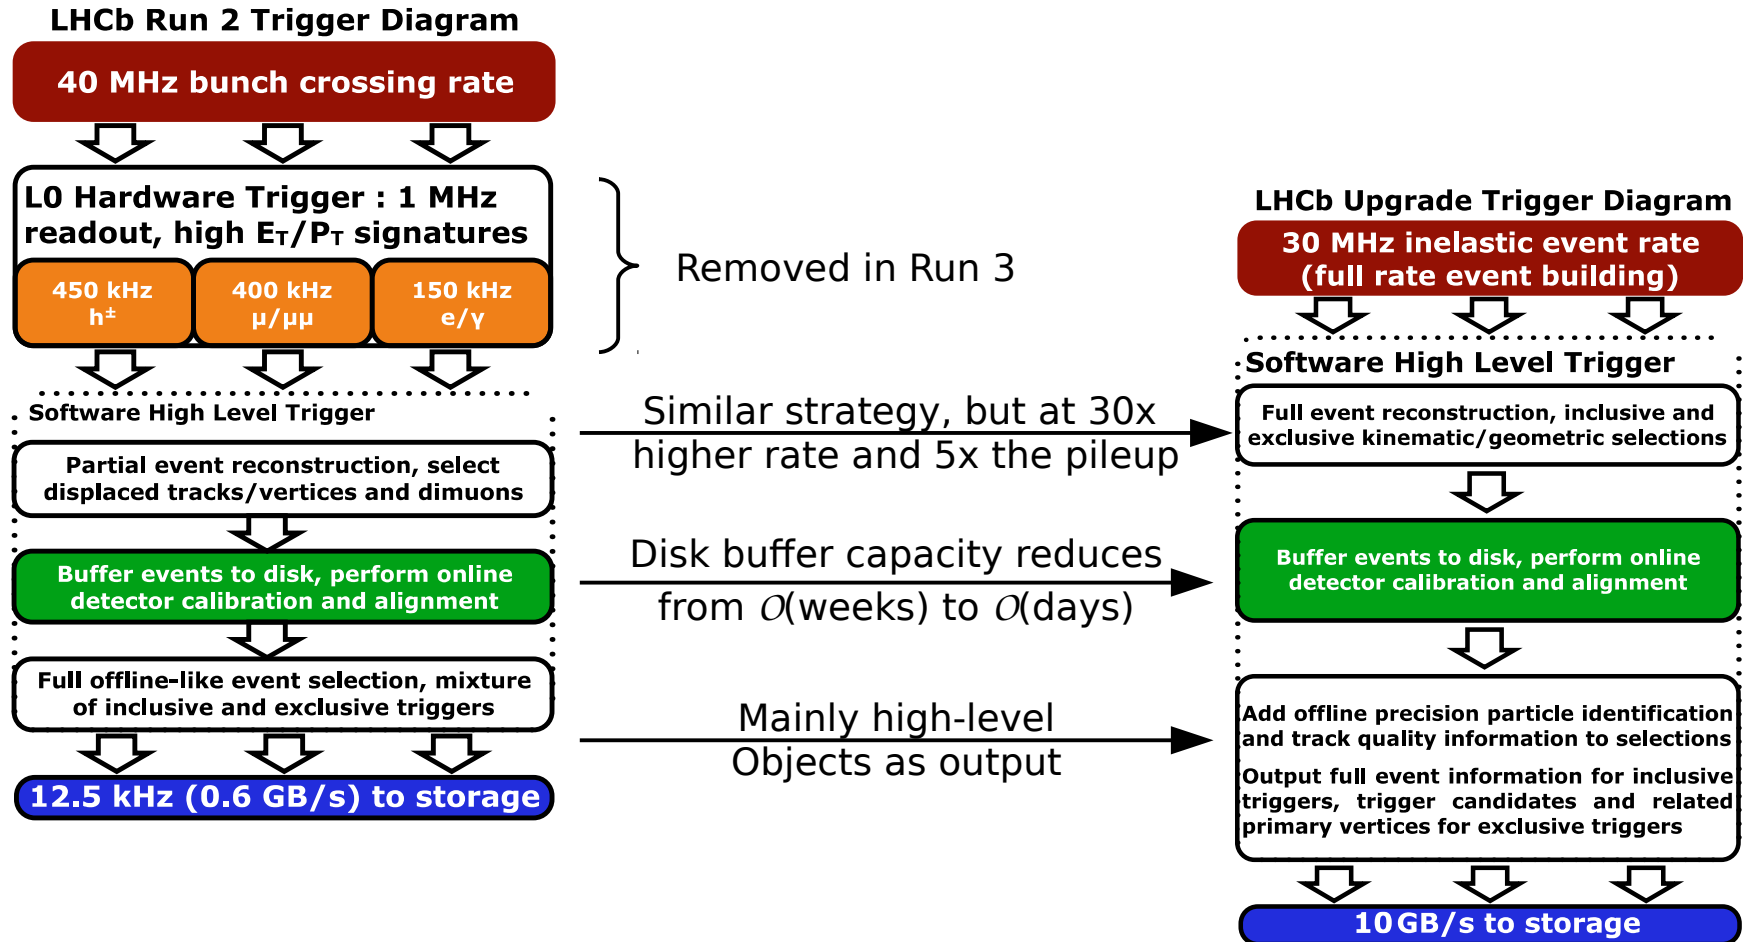 LHCb Run 2 Trigger Diagram
40 MHz bunch crossing rate
L0 Hardware Trigger : 1 MHz
readout, high E_T/P_T signatures
450 kHz
h±
400 kHz
μ/μμ
150 kHz
e/γ
Software High Level Trigger
Partial event reconstruction, select
displaced tracks/vertices and dimuons
Buffer events to disk, perform online
detector calibration and alignment
Full offline-like event selection, mixture
of inclusive and exclusive triggers
12.5 kHz (0.6 GB/s) to storage
Removed in Run 3
Similar strategy, but at 30x
higher rate and 5x the pileup
Disk buffer capacity reduces
from 𝒪(weeks) to 𝒪(days)
Mainly high-level
Objects as output
LHCb Upgrade Trigger Diagram
30 MHz inelastic event rate
(full rate event building)
Software High Level Trigger
Full event reconstruction, inclusive and
exclusive kinematic/geometric selections
Buffer events to disk, perform online
detector calibration and alignment
Add offline precision particle identification
and track quality information to selections
Output full event information for inclusive
triggers, trigger candidates and related
primary vertices for exclusive triggers
10 GB/s to storage